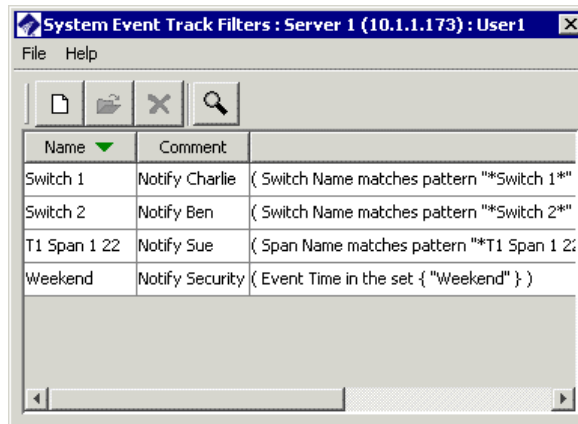 System Event Track Filters : Server 1 (10.1.1.173) : User1
File Help
Name Comment
Switch 1 Notify Charlie ( Switch Name matches pattern "*Switch 1*"
Switch 2 Notify Ben ( Switch Name matches pattern "*Switch 2*"
T1 Span 1 22 Notify Sue ( Span Name matches pattern "*T1 Span 1 22
Weekend Notify Security ( Event Time in the set { "Weekend" } )